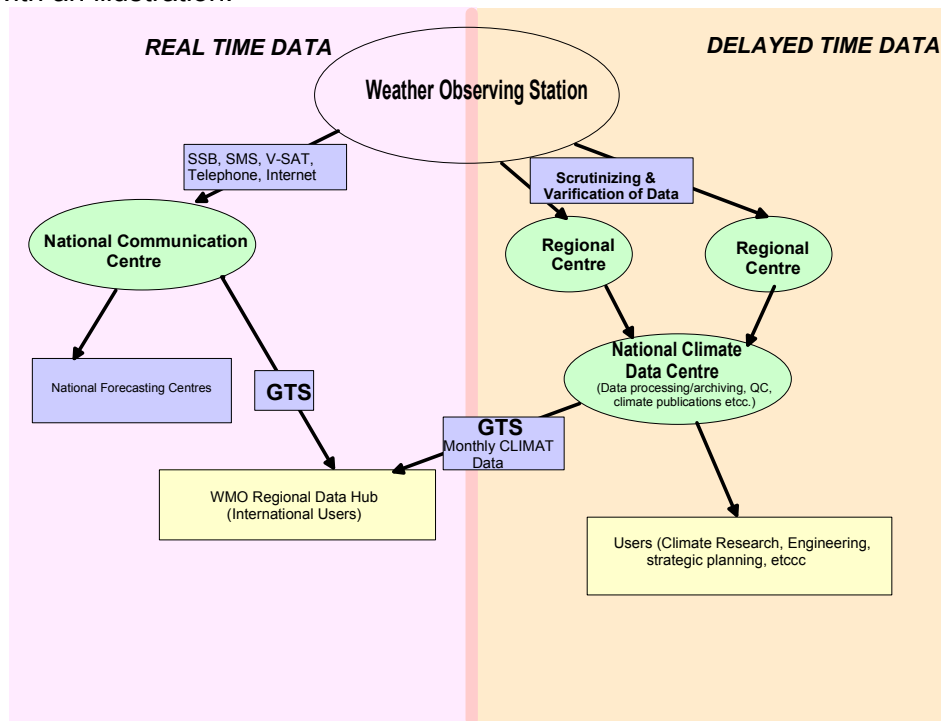 with an illustration.
REAL TIME DATA
DELAYED TIME DATA
Weather Observing Station
SSB, SMS, V-SAT,
Telephone, Internet
Scrutinizing &
Varification of Data
National Communication
Centre
Regional
Centre
Regional
Centre
National Forecasting Centres
GTS
National Climate
Data Centre
(Data processing/archiving, QC,
climate publications etcc.)
GTS
Monthly CLIMAT
Data
WMO Regional Data Hub
(International Users)
Users (Climate Research, Engineering,
strategic planning, etccc